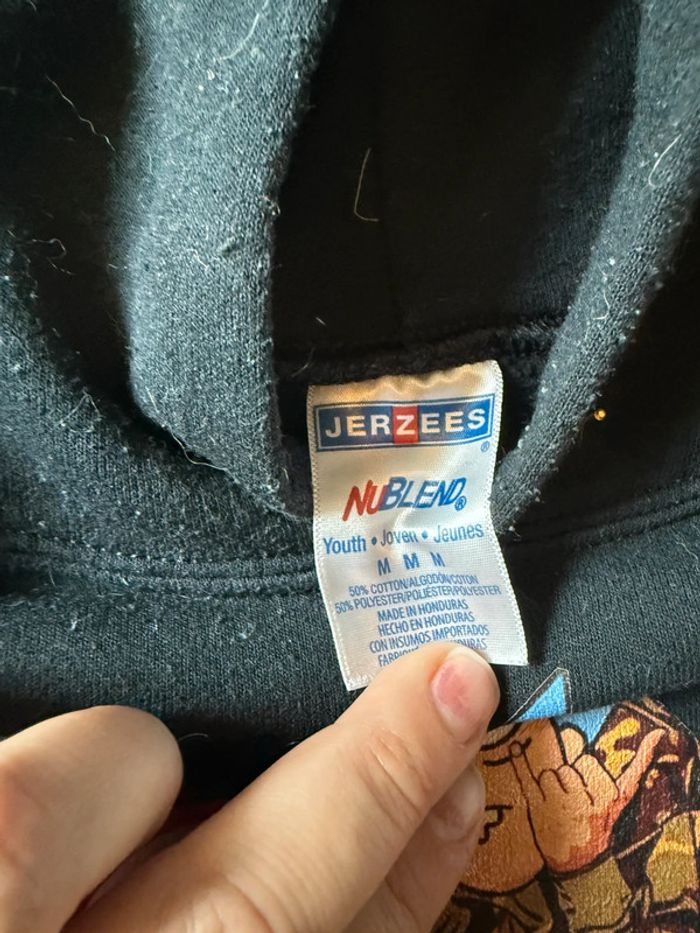 JERZEES®
NUBLEND®
Youth • Joven • Jeunes
M M M
50% COTTON/ALGODON/COTON
50% POLYESTER/POLIÉSTER/POLYESTER
MADE IN HONDURAS
HECHO EN HONDURAS
CON INSUMOS IMPORTADOS